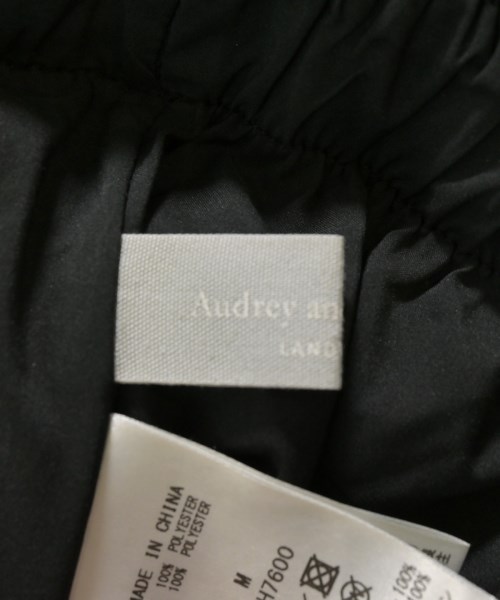 Audrey an
LAND
MADE IN CHINA
100% POLYESTER
100% POLYESTER
M
H7600
100%
100%